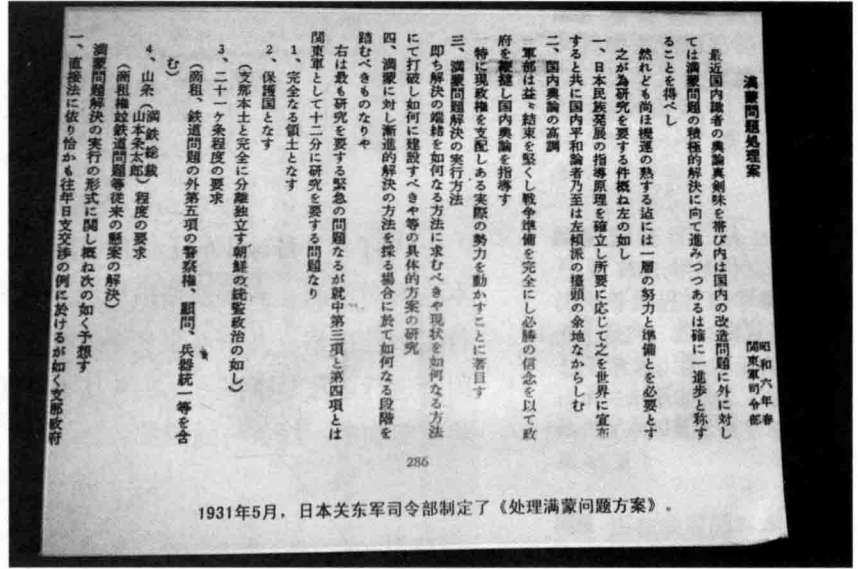 満蒙問題処理案
昭和六年春
関東軍司令部
最近国内識者の輿論真剣味を帯び内は国内の改造問題に外に対し
ては満蒙問題の積極的解決に向て進みつつあるは確に一進歩と称す
ることを得べし
然れども尚ほ機運の熟する迄には一層の努力と準備とを必要とす
之が為研究を要する件概ね左の如し
一、日本民族発展の指導原理を確立し所要に応じて之を世界に宣布
すると共に国内平和論者乃至は左傾派の擡頭の余地なからしむ
二、国内輿論の高調
軍部は益々結束を堅くし戦争準備を完全にし必勝の信念を以て政
府を鞭撻し国内輿論を指導す
特に現政権を支配しある実際の勢力を動かすことに著目す
三、満蒙問題解決の実行方法
即ち解決の端緒を如何なる方法に求むべきや現状を如何なる方法
にて打破し如何に建設すべきや等の具体的方案の研究
四、満蒙に対し漸進的解決の方法を採る場合に於て如何なる段階を
踏むべきものなりや
右は最も研究を要する緊急の問題なるが就中第三項と第四項とは
関東軍として十二分に研究を要する問題なり
1、完全なる領土となす
2、保護国となす
(支那本土と完全に分離独立す朝鮮の統監政治の如し)
3、二十一ヶ条程度の要求
(商租、鉄道問題の外第五項の警察権、顧問、兵器統一等を含
む)
4、山条(満鉄総裁山本条太郎)程度の要求
(商租権並鉄道問題等従来の懸案の解決)
満蒙問題解決の実行の形式に関し概ね次の如く予想す
一、直接法に依り恰かも往年日支交渉の例に於けるが如く支那政府
286
1931年5月，日本关东军司令部制定了《处理满蒙问题方案》。